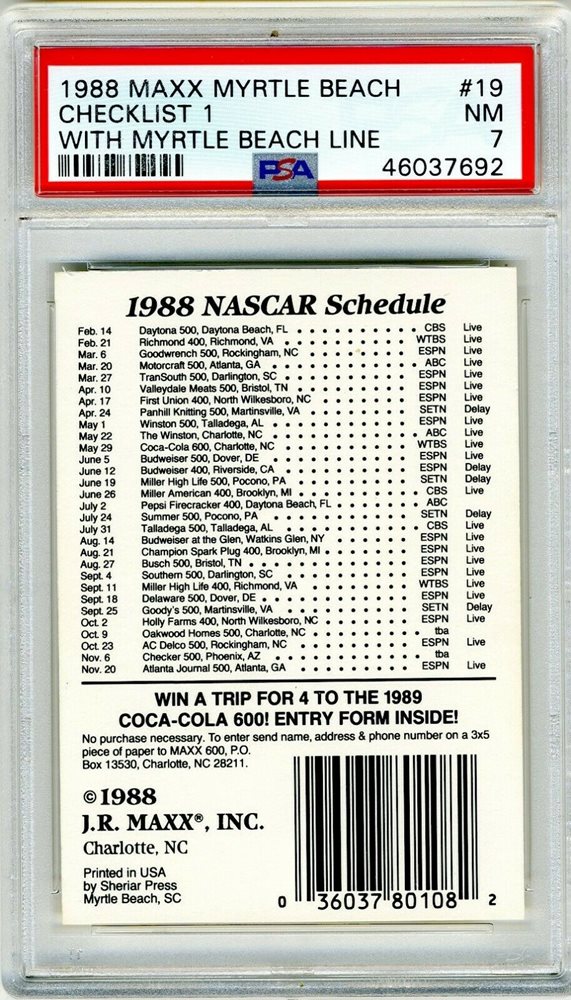 1988 MAXX MYRTLE BEACH #19
CHECKLIST 1 NM
WITH MYRTLE BEACH LINE 7
PSA 46037692
1988 NASCAR Schedule
Feb. 14 Daytona 500, Daytona Beach, FL CBS Live
Feb. 21 Richmond 400, Richmond, VA WTBS Live
Mar. 6 Goodwrench 500, Rockingham, NC ESPN Live
Mar. 20 Motorcraft 500, Atlanta, GA ABC Live
Mar. 27 TranSouth 500, Darlington, SC ESPN Live
Apr. 10 Valleydale Meats 500, Bristol, TN ESPN Live
Apr. 17 First Union 400, North Wilkesboro, NC ESPN Live
Apr. 24 Panhill Knitting 500, Martinsville, VA SETN Delay
May 1 Winston 500, Talladega, AL ESPN Live
May 22 The Winston, Charlotte, NC ABC Live
May 29 Coca-Cola 600, Charlotte, NC WTBS Live
June 5 Budweiser 500, Dover, DE ESPN Live
June 12 Budweiser 400, Riverside, CA ESPN Delay
June 19 Miller High Life 500, Pocono, PA SETN Delay
June 26 Miller American 400, Brooklyn, MI CBS Live
July 2 Pepsi Firecracker 400, Daytona Beach, FL ABC
July 24 Summer 500, Pocono, PA SETN Delay
July 31 Talladega 500, Talladega, AL CBS Live
Aug. 14 Budweiser at the Glen, Watkins Glen, NY ESPN Live
Aug. 21 Champion Spark Plug 400, Brooklyn, MI ESPN Live
Aug. 27 Busch 500, Bristol, TN ESPN Live
Sept. 4 Southern 500, Darlington, SC ESPN Live
Sept. 11 Miller High Life 400, Richmond, VA WTBS Live
Sept. 18 Delaware 500, Dover, DE ESPN Live
Sept. 25 Goody's 500, Martinsville, VA SETN Delay
Oct. 2 Holly Farms 400, North Wilkesboro, NC ESPN Live
Oct. 9 Oakwood Homes 500, Charlotte, NC tba
Oct. 23 AC Delco 500, Rockingham, NC ESPN Live
Nov. 6 Checker 500, Phoenix, AZ tba
Nov. 20 Atlanta Journal 500, Atlanta, GA ESPN Live
WIN A TRIP FOR 4 TO THE 1989
COCA-COLA 600! ENTRY FORM INSIDE!
No purchase necessary. To enter send name, address & phone number on a 3x5
piece of paper to MAXX 600, P.O.
Box 13530, Charlotte, NC 28211.
©1988
J.R. MAXX®, INC.
Charlotte, NC
Printed in USA
by Sheriar Press
Myrtle Beach, SC
0 36037 80108 2